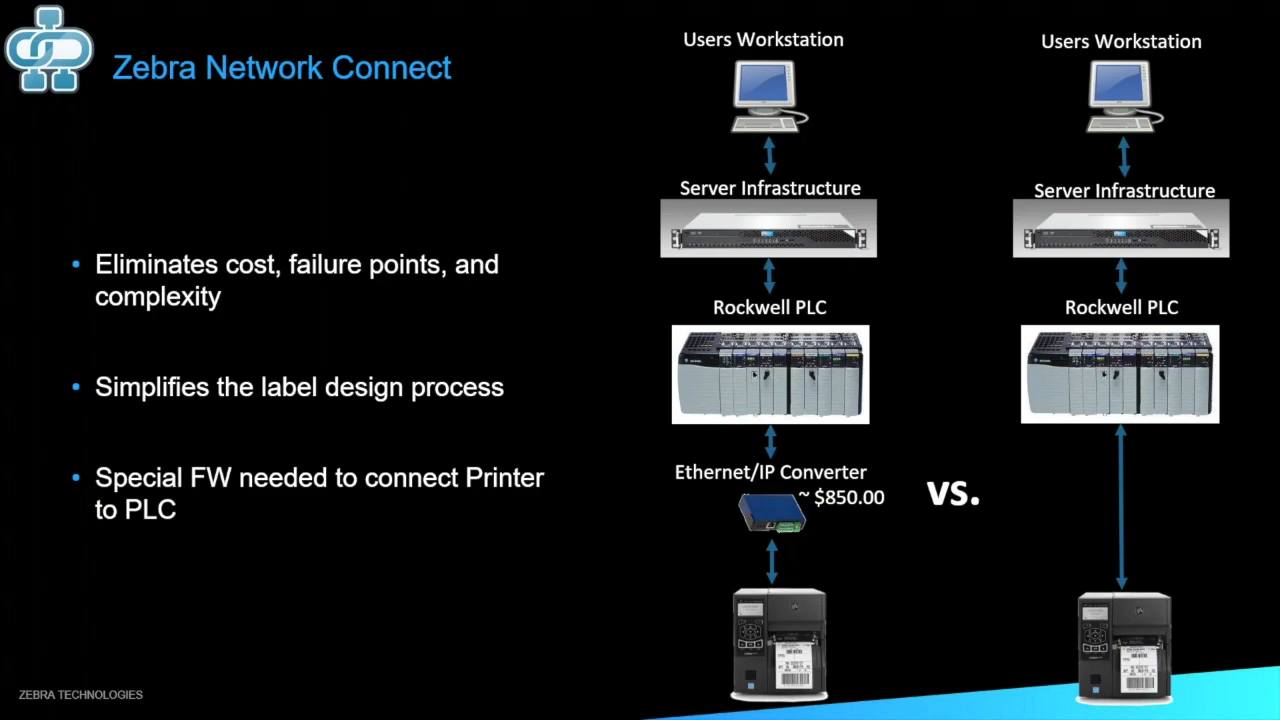 Zebra Network Connect
• Eliminates cost, failure points, and
complexity
• Simplifies the label design process
• Special FW needed to connect Printer
to PLC
Users Workstation
Server Infrastructure
Rockwell PLC
Ethernet/IP Converter
~ $850.00
vs.
Users Workstation
Server Infrastructure
Rockwell PLC
ZEBRA TECHNOLOGIES